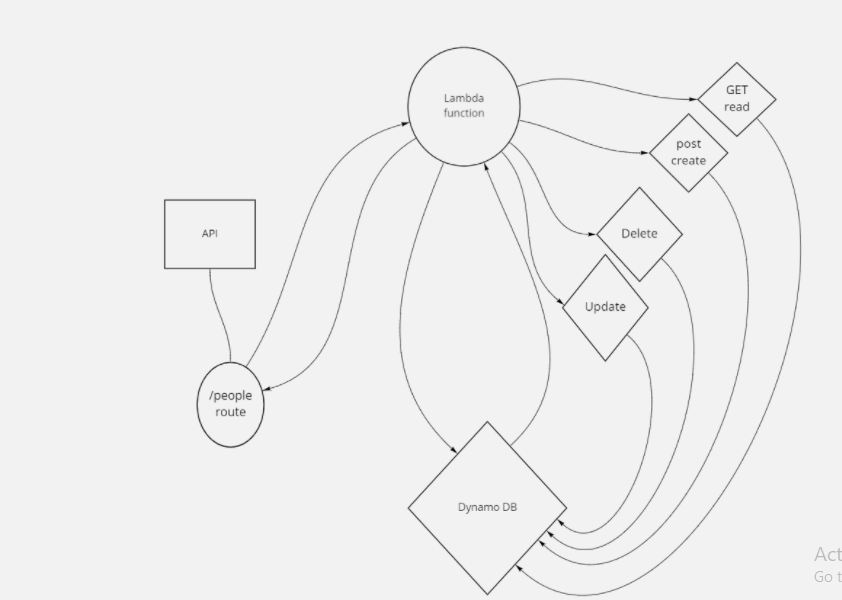 Lambda
function
GET
read
post
create
API
Delete
Update
/people
route
Dynamo DB
Act
Go t